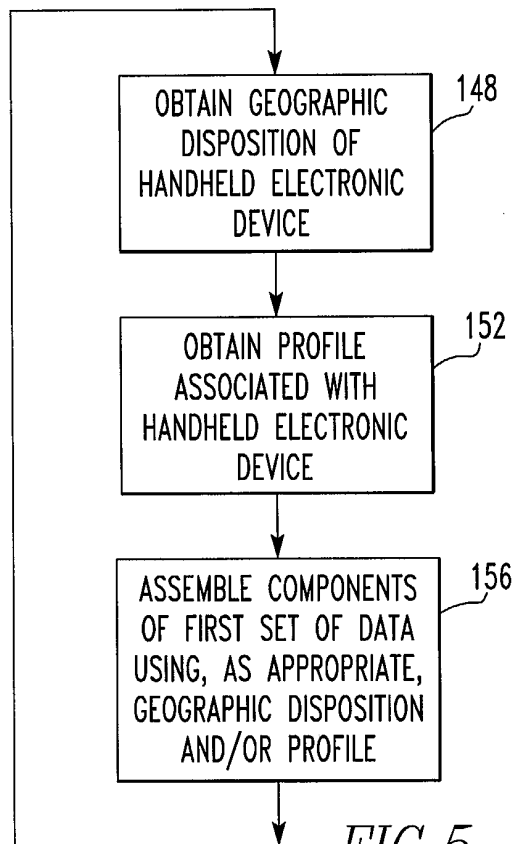 OBTAIN GEOGRAPHIC
DISPOSITION OF
HANDHELD ELECTRONIC
DEVICE
148
OBTAIN PROFILE
ASSOCIATED WITH
HANDHELD ELECTRONIC
DEVICE
152
ASSEMBLE COMPONENTS
OF FIRST SET OF DATA
USING, AS APPROPRIATE,
GEOGRAPHIC DISPOSITION
AND/OR PROFILE
156
FIG. 5